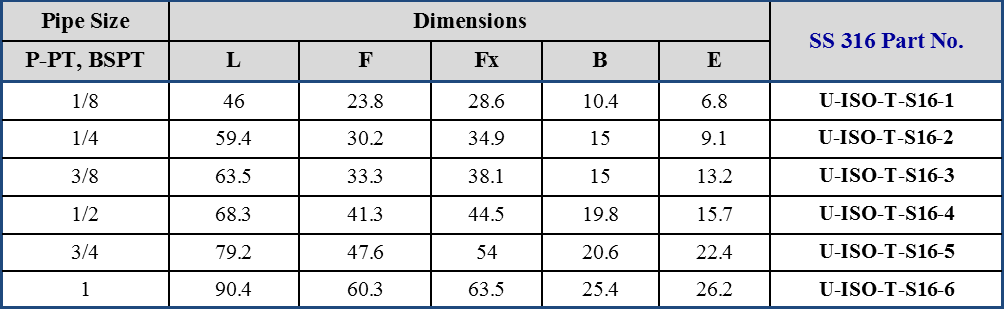 Pipe Size Dimensions SS 316 Part No.
P-PT, BSPT L F Fx B E
1/8 46 23.8 28.6 10.4 6.8 U-ISO-T-S16-1
1/4 59.4 30.2 34.9 15 9.1 U-ISO-T-S16-2
3/8 63.5 33.3 38.1 15 13.2 U-ISO-T-S16-3
1/2 68.3 41.3 44.5 19.8 15.7 U-ISO-T-S16-4
3/4 79.2 47.6 54 20.6 22.4 U-ISO-T-S16-5
1 90.4 60.3 63.5 25.4 26.2 U-ISO-T-S16-6